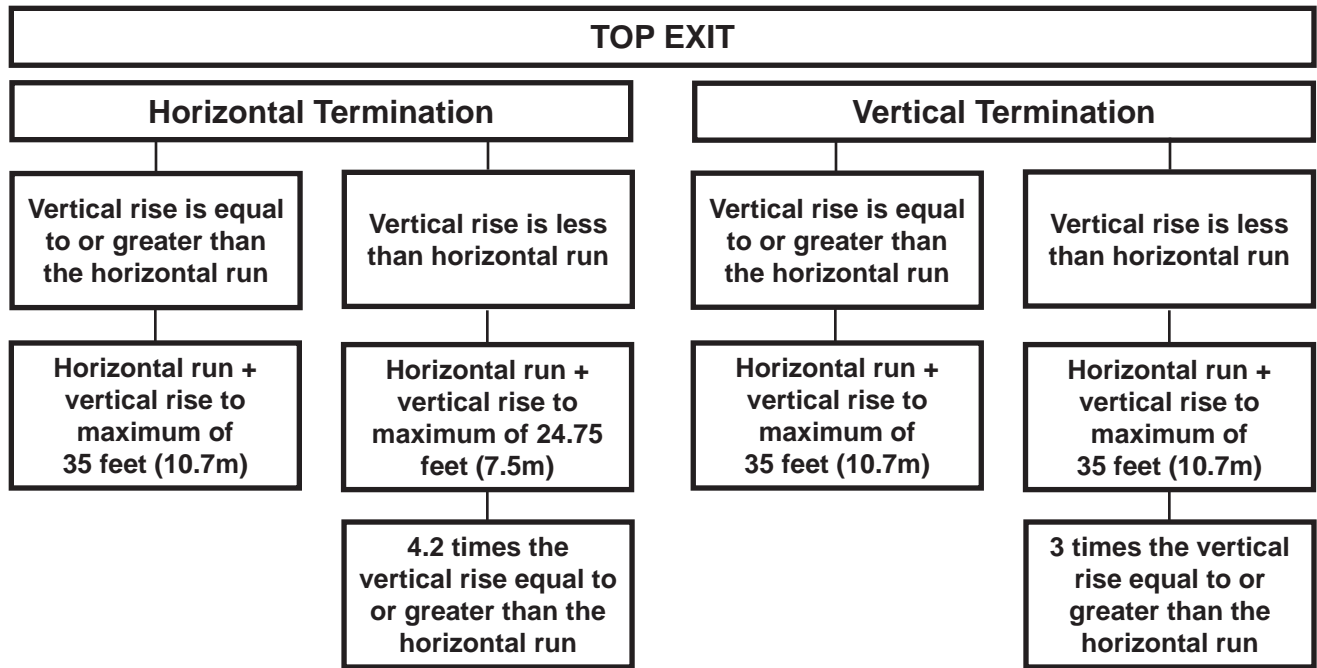 TOP EXIT
Horizontal Termination
Vertical Termination
Vertical rise is equal
to or greater than
the horizontal run
Vertical rise is less
than horizontal run
Vertical rise is equal
to or greater than
the horizontal run
Vertical rise is less
than horizontal run
Horizontal run +
vertical rise to
maximum of
35 feet (10.7m)
Horizontal run +
vertical rise to
maximum of 24.75
feet (7.5m)
Horizontal run +
vertical rise to
maximum of
35 feet (10.7m)
Horizontal run +
vertical rise to
maximum of
35 feet (10.7m)
4.2 times the
vertical rise equal to
or greater than the
horizontal run
3 times the vertical
rise equal to or
greater than the
horizontal run